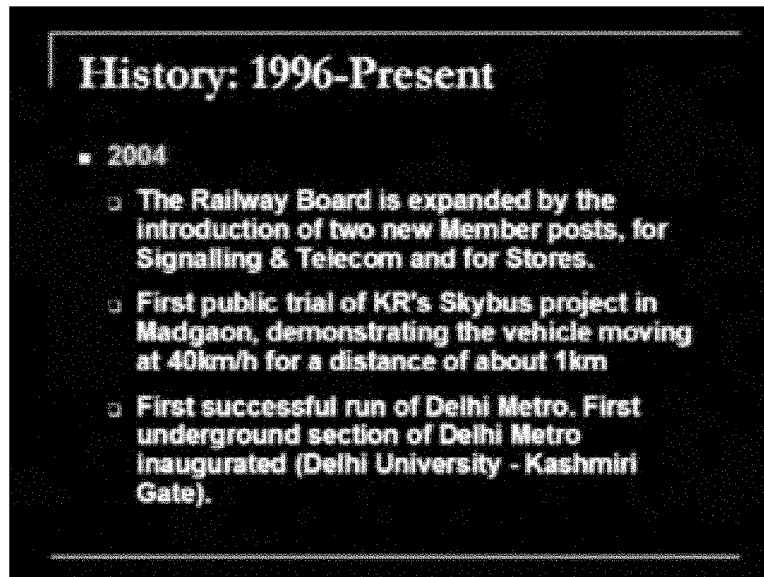 History: 1996-Present
2004
The Railway Board is expanded by the
introduction of two new Member posts, for
Signalling & Telecom and for Stores.
First public trial of KR's Skybus project in
Madgaon, demonstrating the vehicle moving
at 40km/h for a distance of about 1km
First successful run of Delhi Metro. First
underground section of Delhi Metro
inaugurated (Delhi University - Kashmiri
Gate).